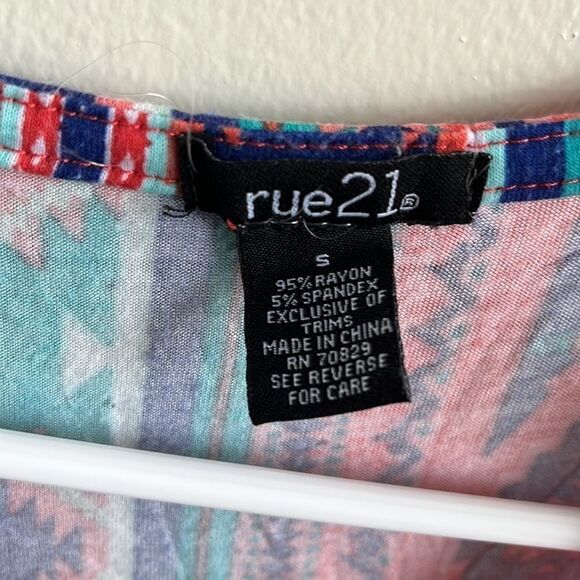 rue21®
S
95% RAYON
5% SPANDEX
EXCLUSIVE OF
TRIMS
MADE IN CHINA
RN 70829
SEE REVERSE
FOR CARE